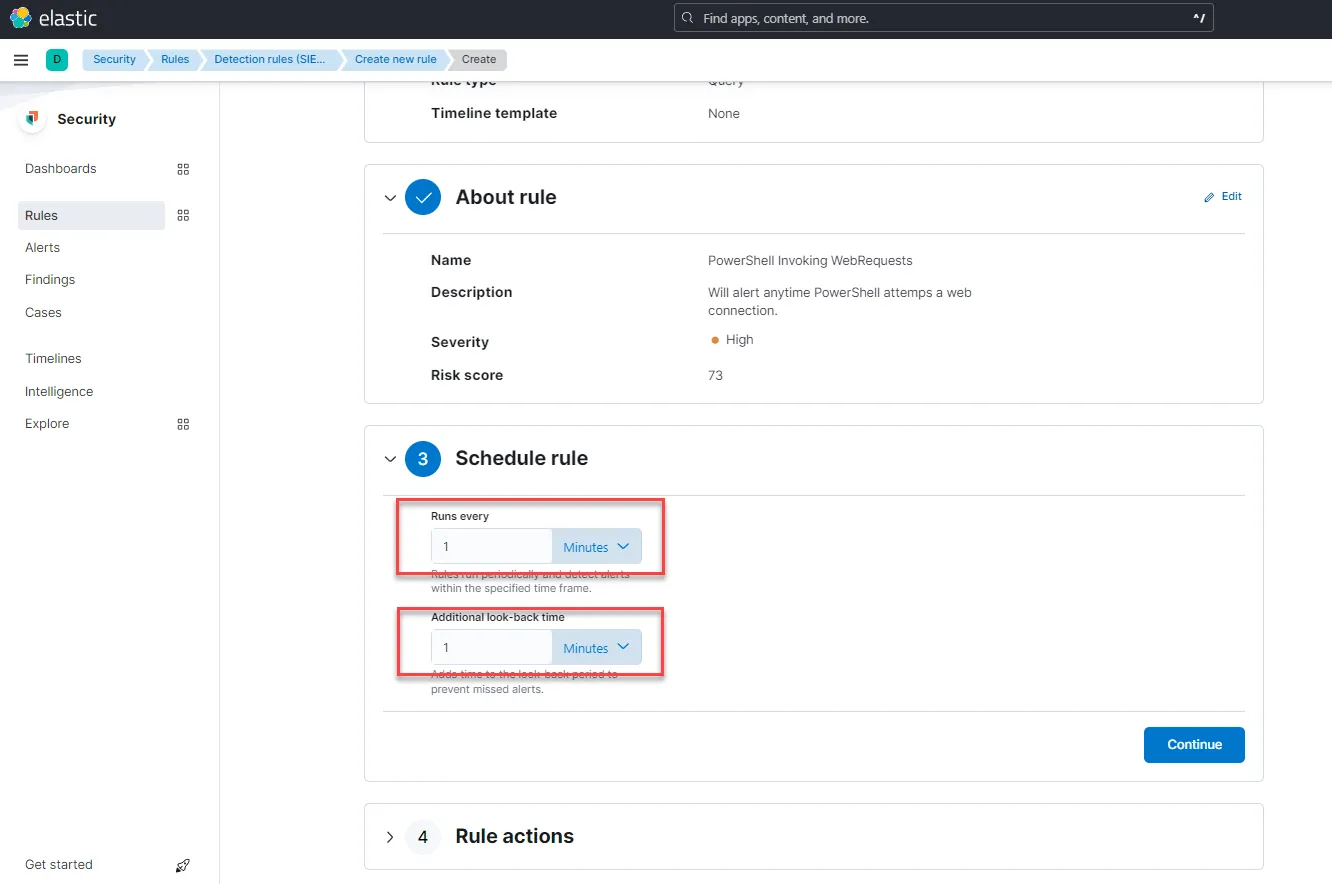 elastic
Find apps, content, and more.
^/
D
Security
Rules
Detection rules (SIE...
Create new rule
Create
Security
Dashboards
Rules
Alerts
Findings
Cases
Timelines
Intelligence
Explore
Get started
Rule type
Query
Timeline template
None
About rule
Edit
Name
PowerShell Invoking WebRequests
Description
Will alert anytime PowerShell attemps a web
connection.
Severity
High
Risk score
73
3
Schedule rule
Runs every
1
Minutes
Rules run periodically and detect alerts
within the specified time frame.
Additional look-back time
1
Minutes
Adds time to the look-back period to
prevent missed alerts.
Continue
4
Rule actions